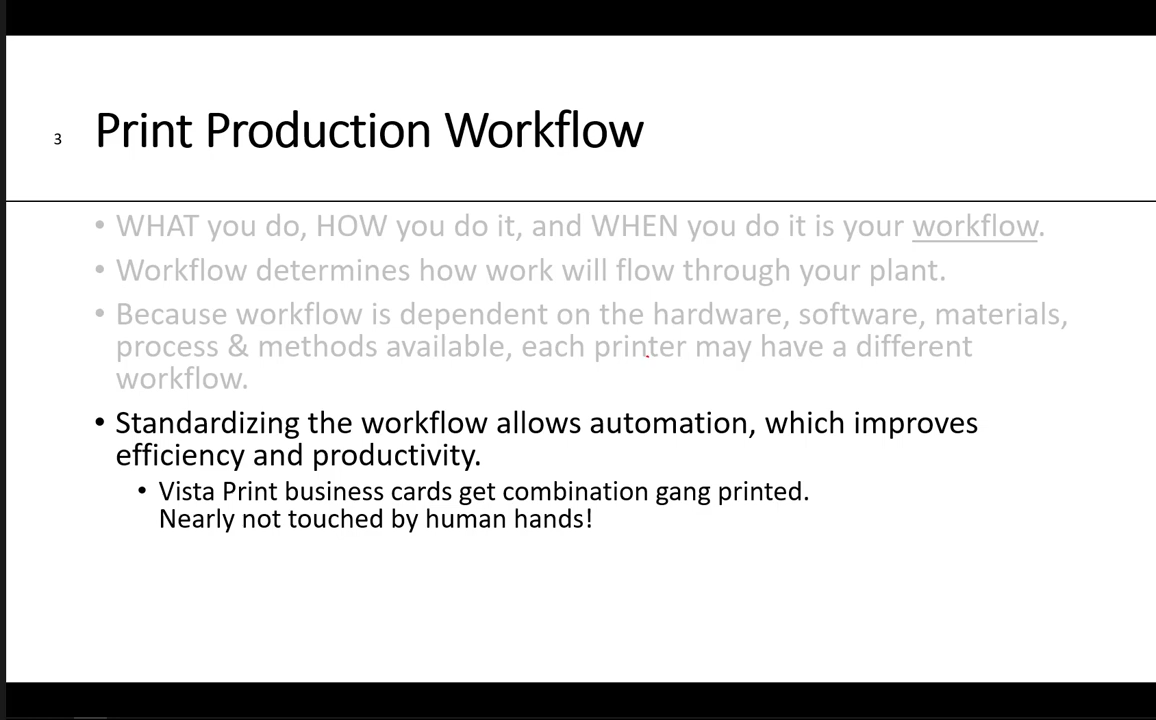 3
Print Production Workflow
• WHAT you do, HOW you do it, and WHEN you do it is your workflow.
• Workflow determines how work will flow through your plant.
• Because workflow is dependent on the hardware, software, materials,
process & methods available, each printer may have a different
workflow.
• Standardizing the workflow allows automation, which improves
efficiency and productivity.
• Vista Print business cards get combination gang printed.
Nearly not touched by human hands!